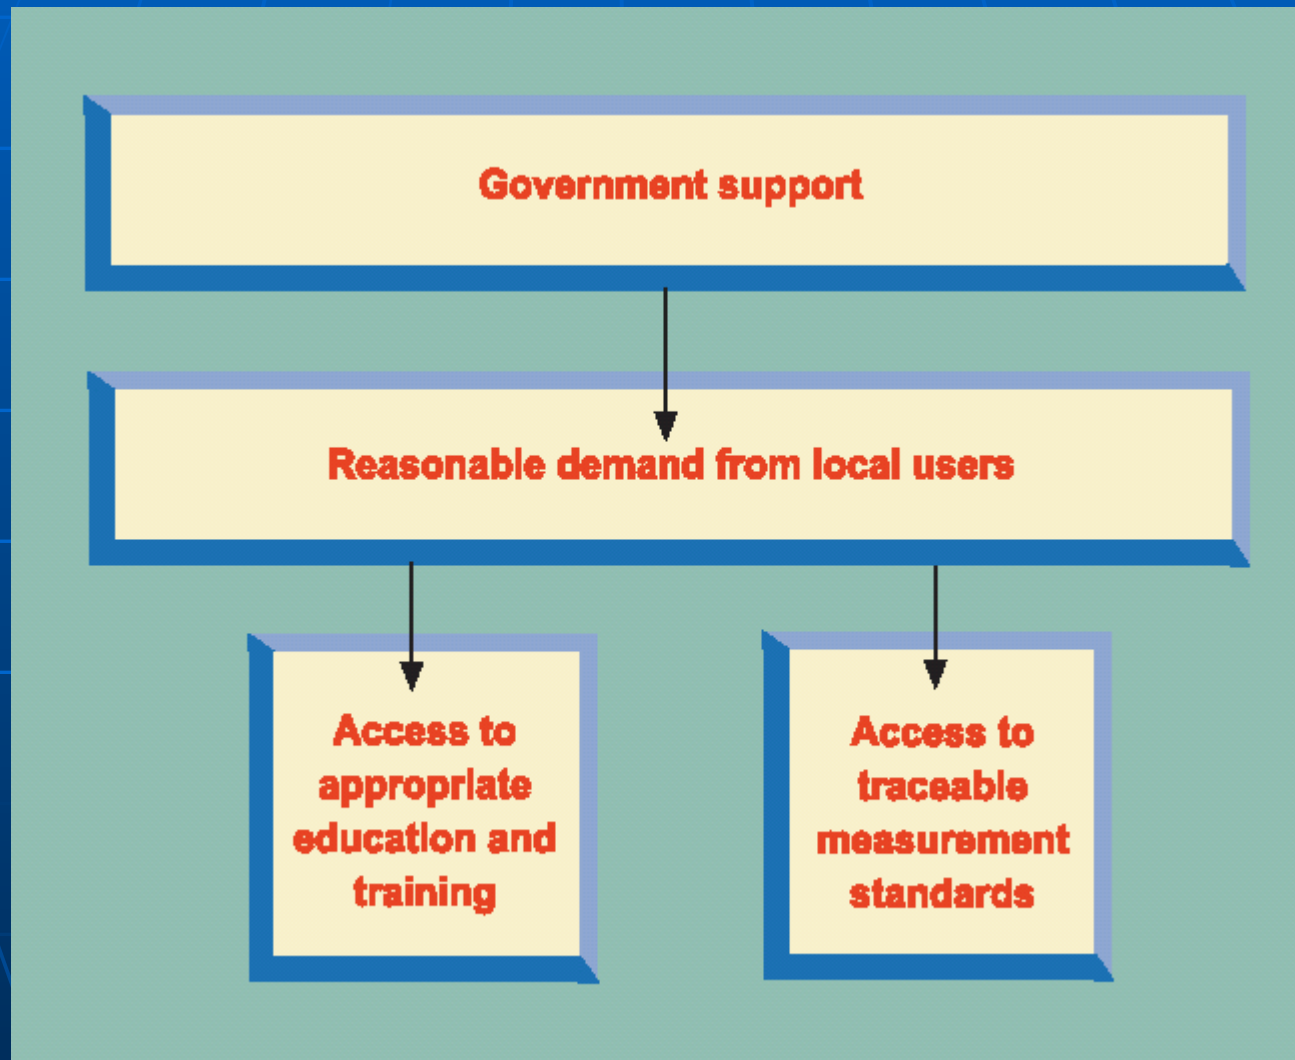 Government support
Reasonable demand from local users
Access to
appropriate
education and
training
Access to
traceable
measurement
standards